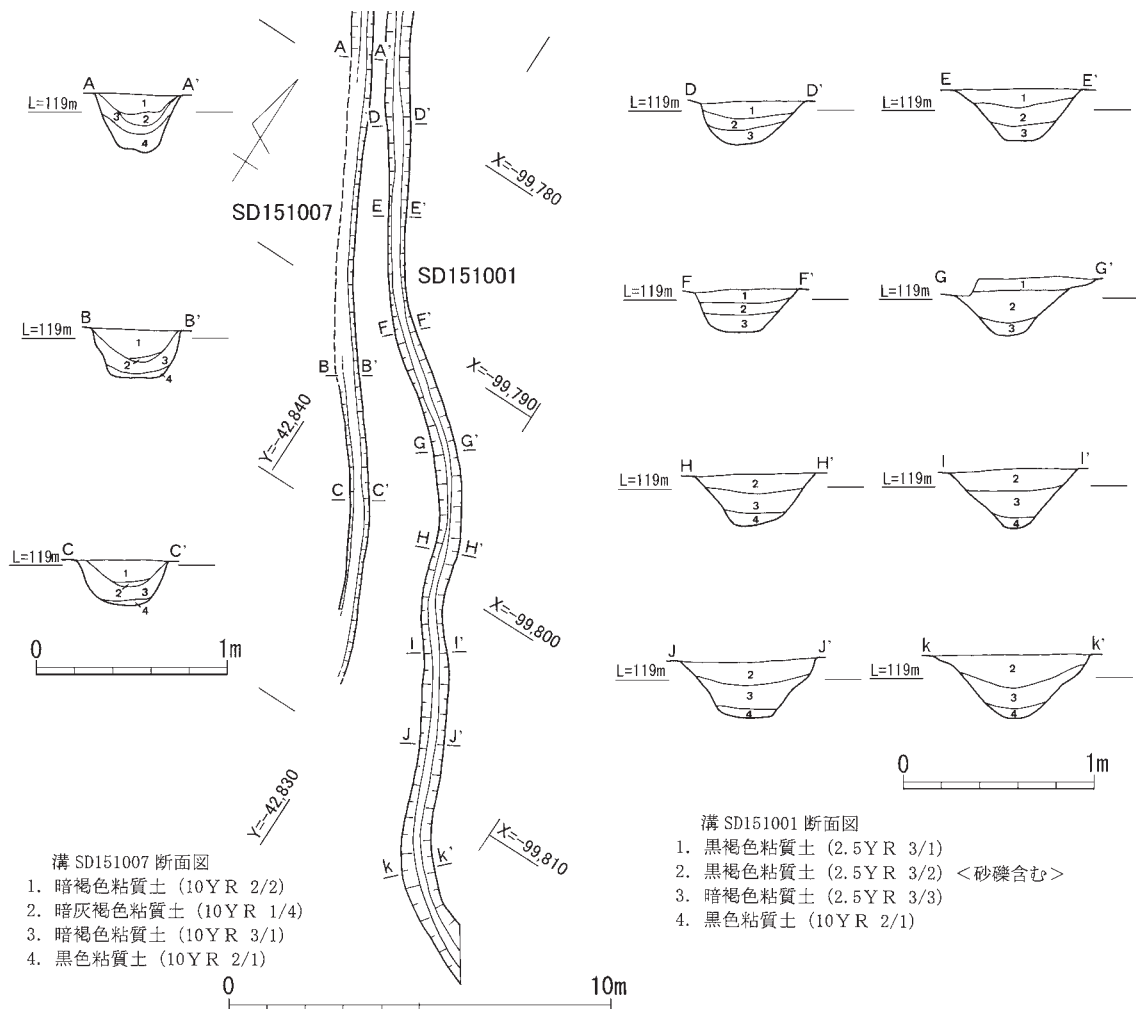 A A'
L=119m
1
2
3
4
B B'
L=119m
1
2
3
4
C C'
L=119m
1
2
3
4
0 1m
溝 SD151007 断面図
1. 暗褐色粘質土 (10YR 2/2)
2. 暗灰褐色粘質土 (10YR 1/4)
3. 暗褐色粘質土 (10YR 3/1)
4. 黒色粘質土 (10YR 2/1)
A A'
D D'
X=-99,780
E E'
SD151007
SD151001
F F'
B B'
X=-99,790
Y=-42,840
G G'
C C'
H H'
X=-99,800
I I'
J J'
Y=-42,830
X=-99,810
k k'
0 10m
D D'
L=119m
1
2
3
E E'
1
2
3
F F'
L=119m
1
2
3
G G'
L=119m
1
2
3
H H'
L=119m
2
3
4
I I'
L=119m
2
3
4
J J'
L=119m
2
3
4
k k'
L=119m
2
3
4
0 1m
溝 SD151001 断面図
1. 黒褐色粘質土 (2.5YR 3/1)
2. 黒褐色粘質土 (2.5YR 3/2) <砂礫含む>
3. 暗褐色粘質土 (2.5YR 3/3)
4. 黒色粘質土 (10YR 2/1)